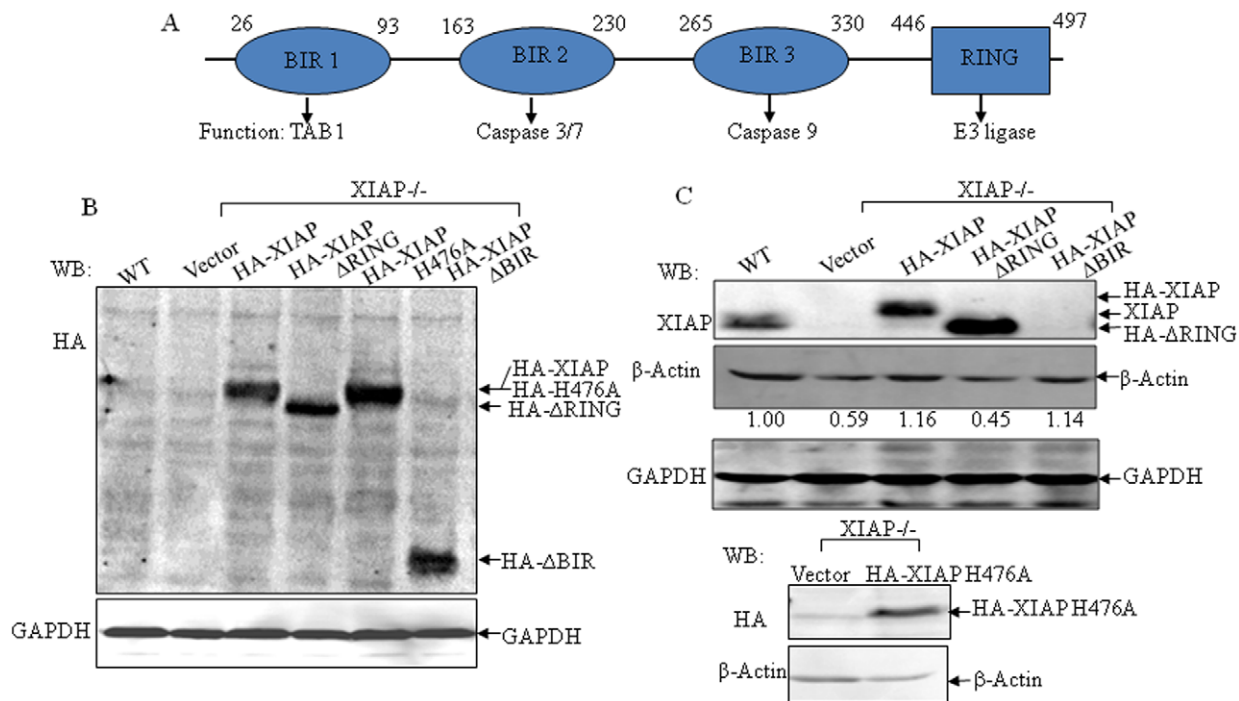 A
26 93 163 230 265 330 446 497
BIR 1 BIR 2 BIR 3 RING
Function: TAB1 Caspase 3/7 Caspase 9 E3 ligase
B
XIAP-/-
WB: WT Vector HA-XIAP HA-XIAP ΔRING HA-XIAP H476A HA-XIAP ΔBIR
HA
HA-XIAP
HA-H476A
HA-ΔRING
HA-ΔBIR
GAPDH GAPDH
C
XIAP-/-
WB: WT Vector HA-XIAP HA-XIAP ΔRING HA-XIAP ΔBIR
HA-XIAP
XIAP XIAP
HA-ΔRING
β-Actin β-Actin
1.00 0.59 1.16 0.45 1.14
GAPDH GAPDH
XIAP-/-
WB:
Vector HA-XIAP H476A
HA HA-XIAP H476A
β-Actin β-Actin